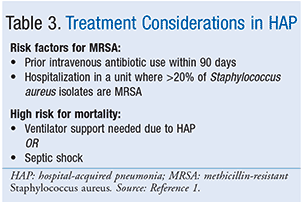 Table 3. Treatment Considerations in HAP
Risk factors for MRSA:
• Prior intravenous antibiotic use within 90 days
• Hospitalization in a unit where >20% of Staphylococcus
aureus isolates are MRSA
High risk for mortality:
• Ventilator support needed due to HAP
OR
• Septic shock
HAP: hospital-acquired pneumonia; MRSA: methicillin-resistant
Staphylococcus aureus. Source: Reference 1.